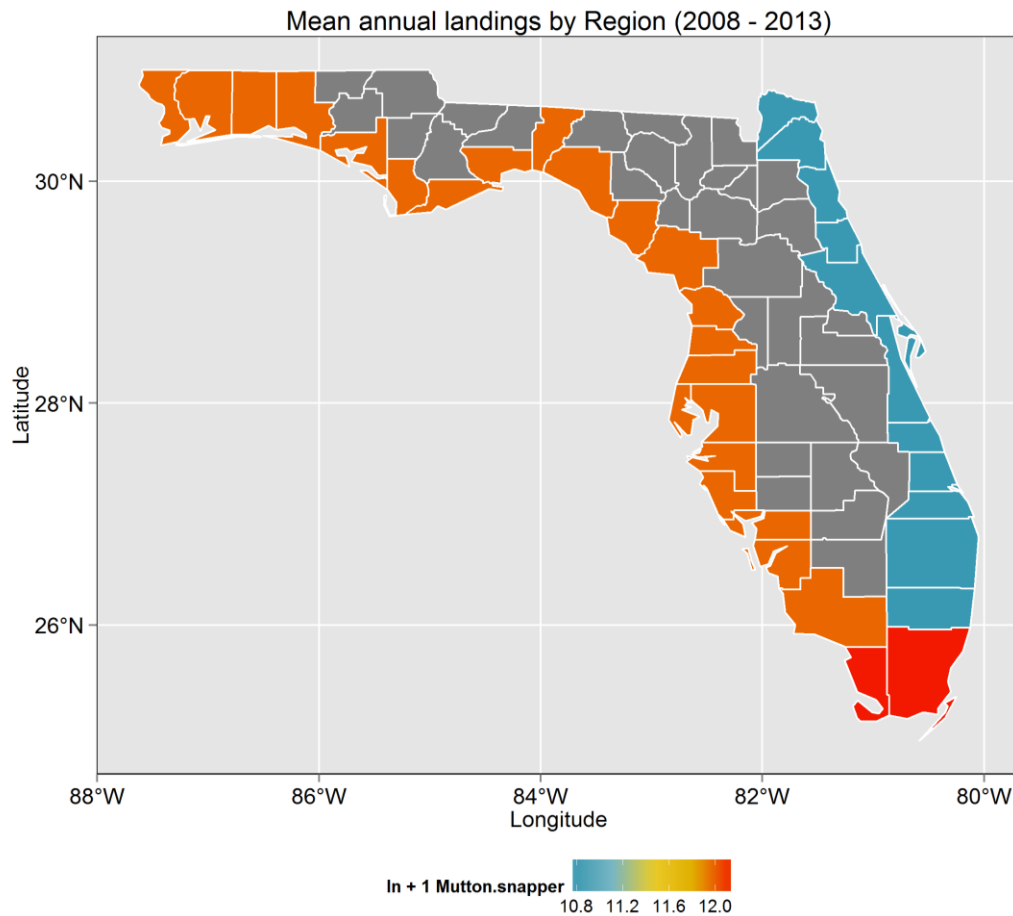 Mean annual landings by Region (2008 - 2013)
30°N
28°N
26°N
Latitude
88°W 86°W 84°W 82°W 80°W
Longitude
ln + 1 Mutton.snapper
10.8 11.2 11.6 12.0